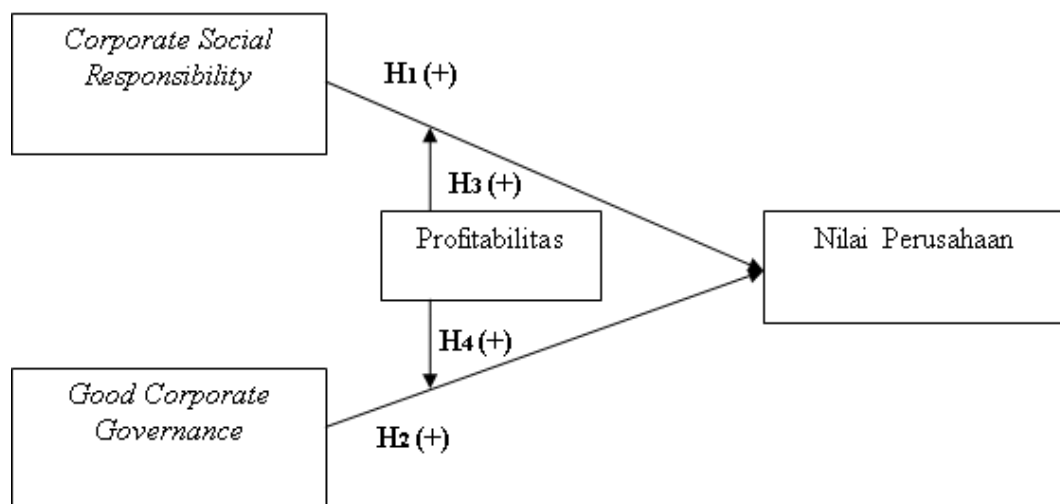 Corporate Social
Responsibility
H1 (+)
H3 (+)
Profitabilitas
Nilai Perusahaan
H4 (+)
Good Corporate
Governance
H2 (+)